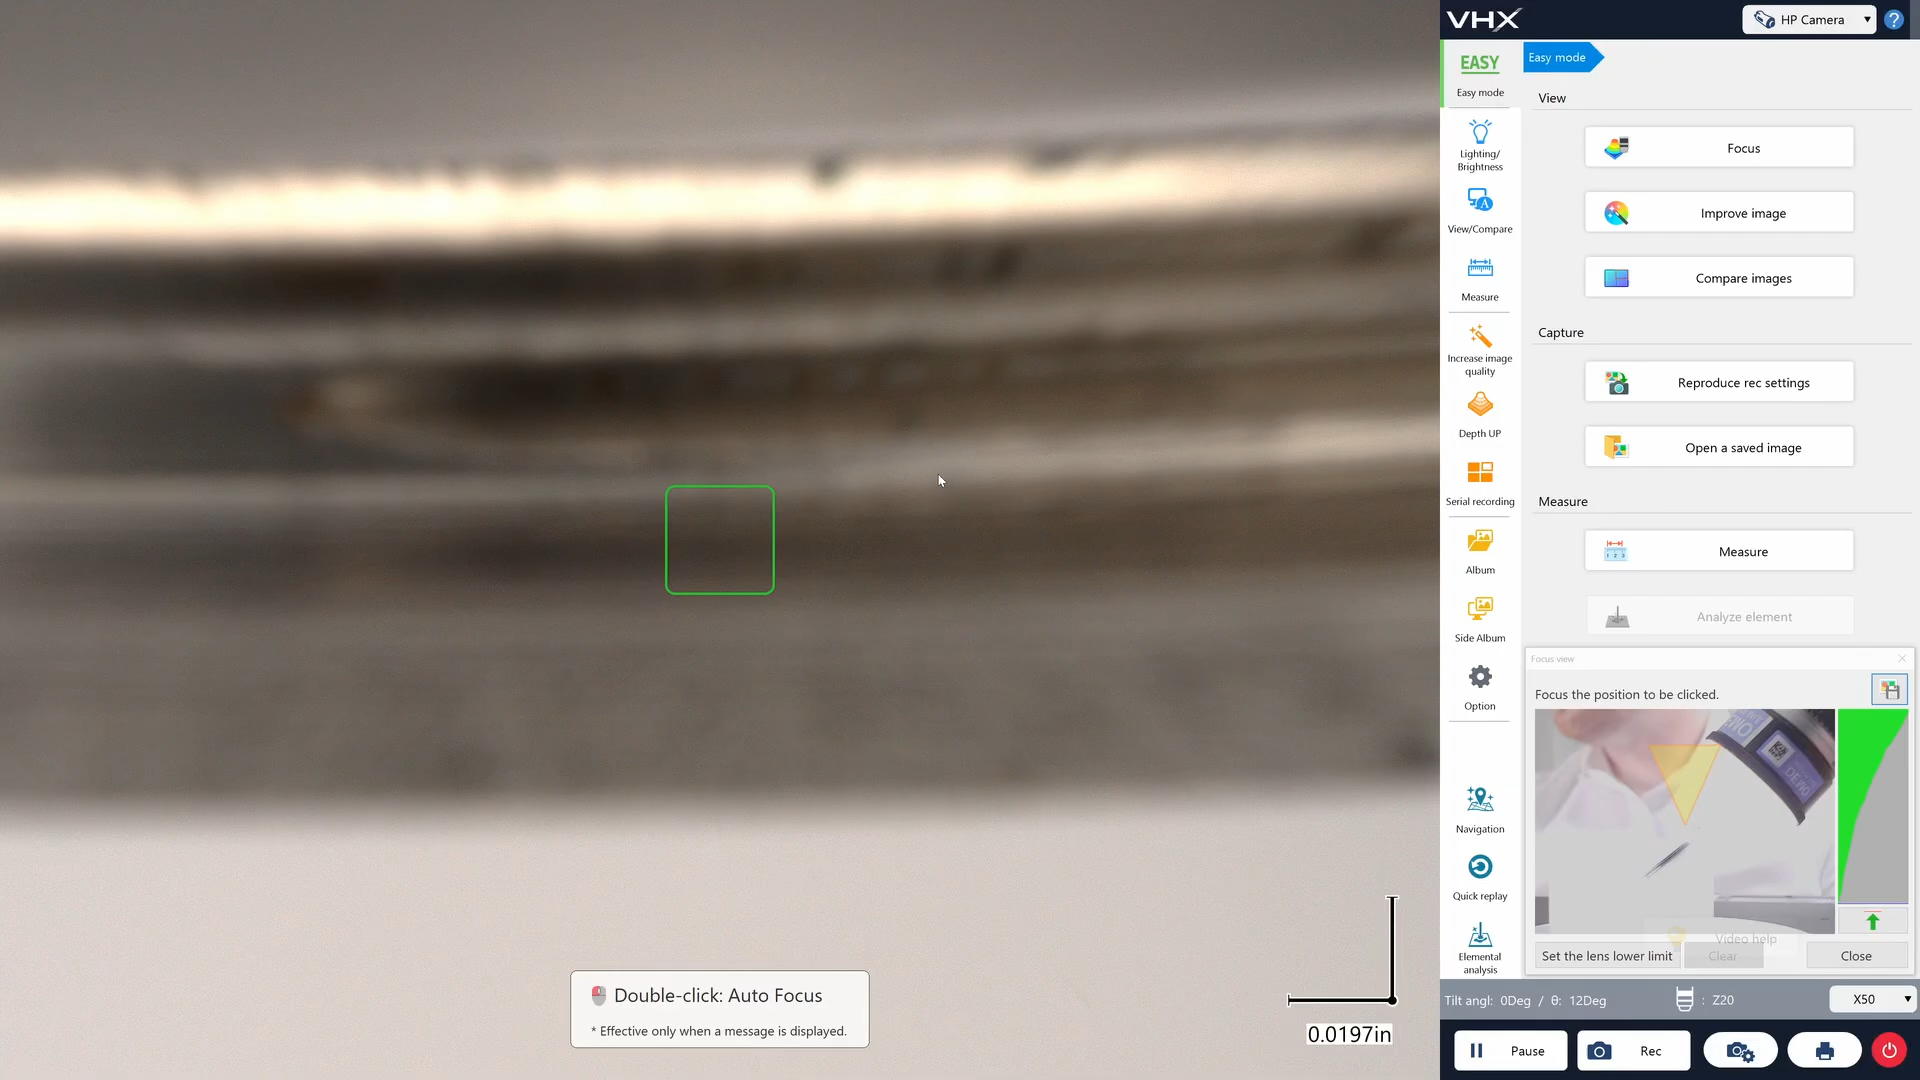 VHX
HP Camera
?
EASY
Easy mode
Easy mode
View
Focus
Lighting/
Brightness
Improve image
View/Compare
Compare images
Measure
Capture
Increase image
quality
Reproduce rec settings
Depth UP
Open a saved image
Serial recording
Measure
Measure
Album
Analyze element
Side Album
Focus view
Focus the position to be clicked.
Option
Navigation
Quick replay
Video help
Set the lens lower limit
Clear
Close
Elemental
analysis
Double-click: Auto Focus
* Effective only when a message is displayed.
0.0197in
Tilt angl: 0Deg / θ: 12Deg
: Z20
X50
Pause
Rec